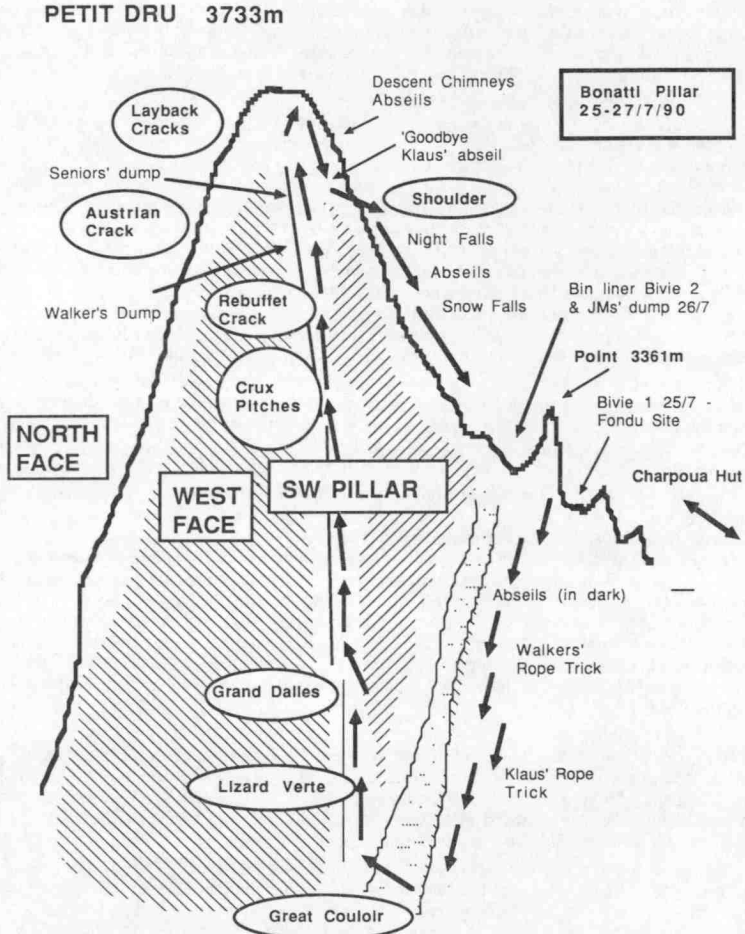 PETIT DRU 3733m
Layback
Cracks
Descent Chimneys
Abseils
Bonatti Pillar
25-27/7/90
'Goodbye
Klaus' abseil
Seniors' dump
Shoulder
Austrian
Crack
Night Falls
Abseils
Snow Falls
Bin liner Bivie 2
& JMs' dump 26/7
Walker's Dump
Rebuffet
Crack
Point 3361m
Crux
Pitches
Bivie 1 25/7 -
Fondu Site
NORTH
FACE
WEST
FACE
SW PILLAR
Charpoua Hut
Abseils (in dark)
Walkers'
Rope Trick
Grand Dalles
Klaus' Rope
Trick
Lizard Verte
Great Couloir